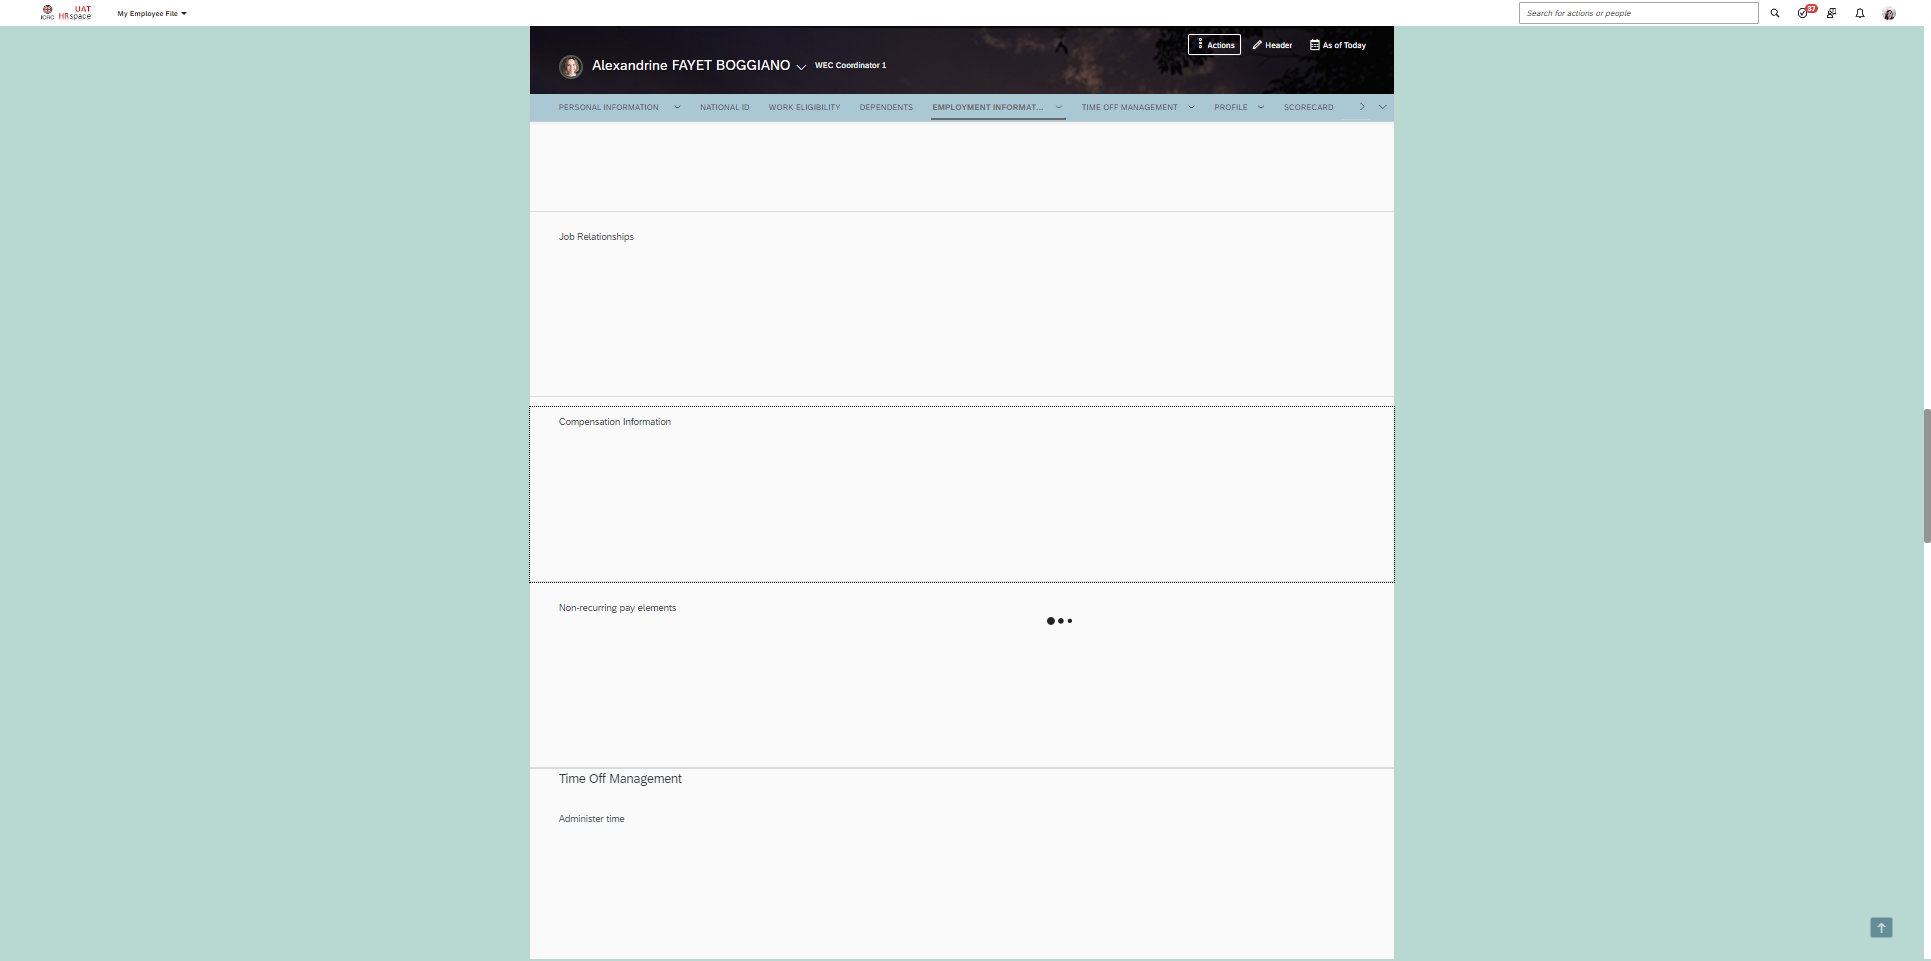 ICRC
UAT
HRspace
My Employee File
Search for actions or people
37
Actions
Header
As of Today
Alexandrine FAYET BOGGIANO
WEC Coordinator 1
PERSONAL INFORMATION
NATIONAL ID
WORK ELIGIBILITY
DEPENDENTS
EMPLOYMENT INFORMAT...
TIME OFF MANAGEMENT
PROFILE
SCORECARD
Job Relationships
Compensation Information
Non-recurring pay elements
Time Off Management
Administer time